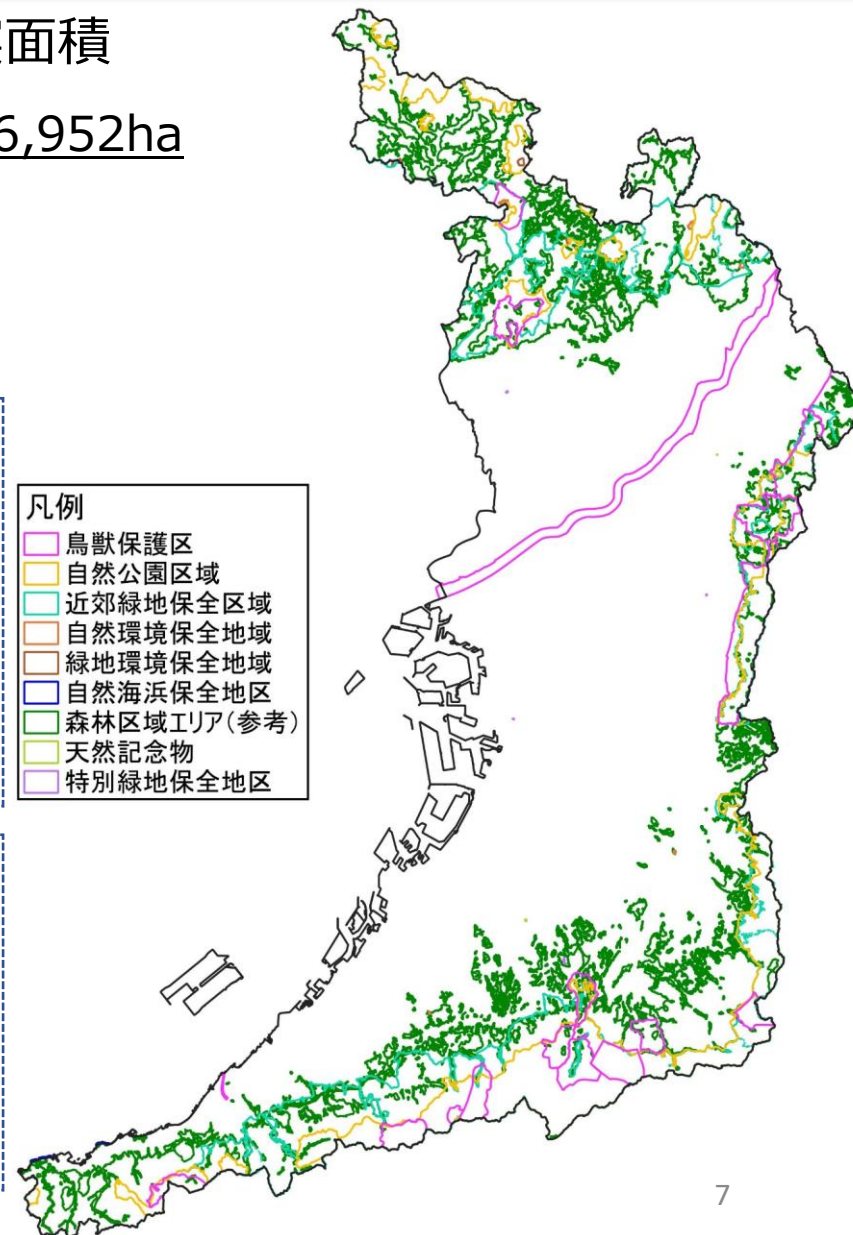 面積
6,952ha
凡例
鳥獣保護区
自然公園区域
近郊緑地保全区域
自然環境保全地域
緑地環境保全地域
自然海浜保全地区
森林区域エリア(参考)
天然記念物
特別緑地保全地区
7